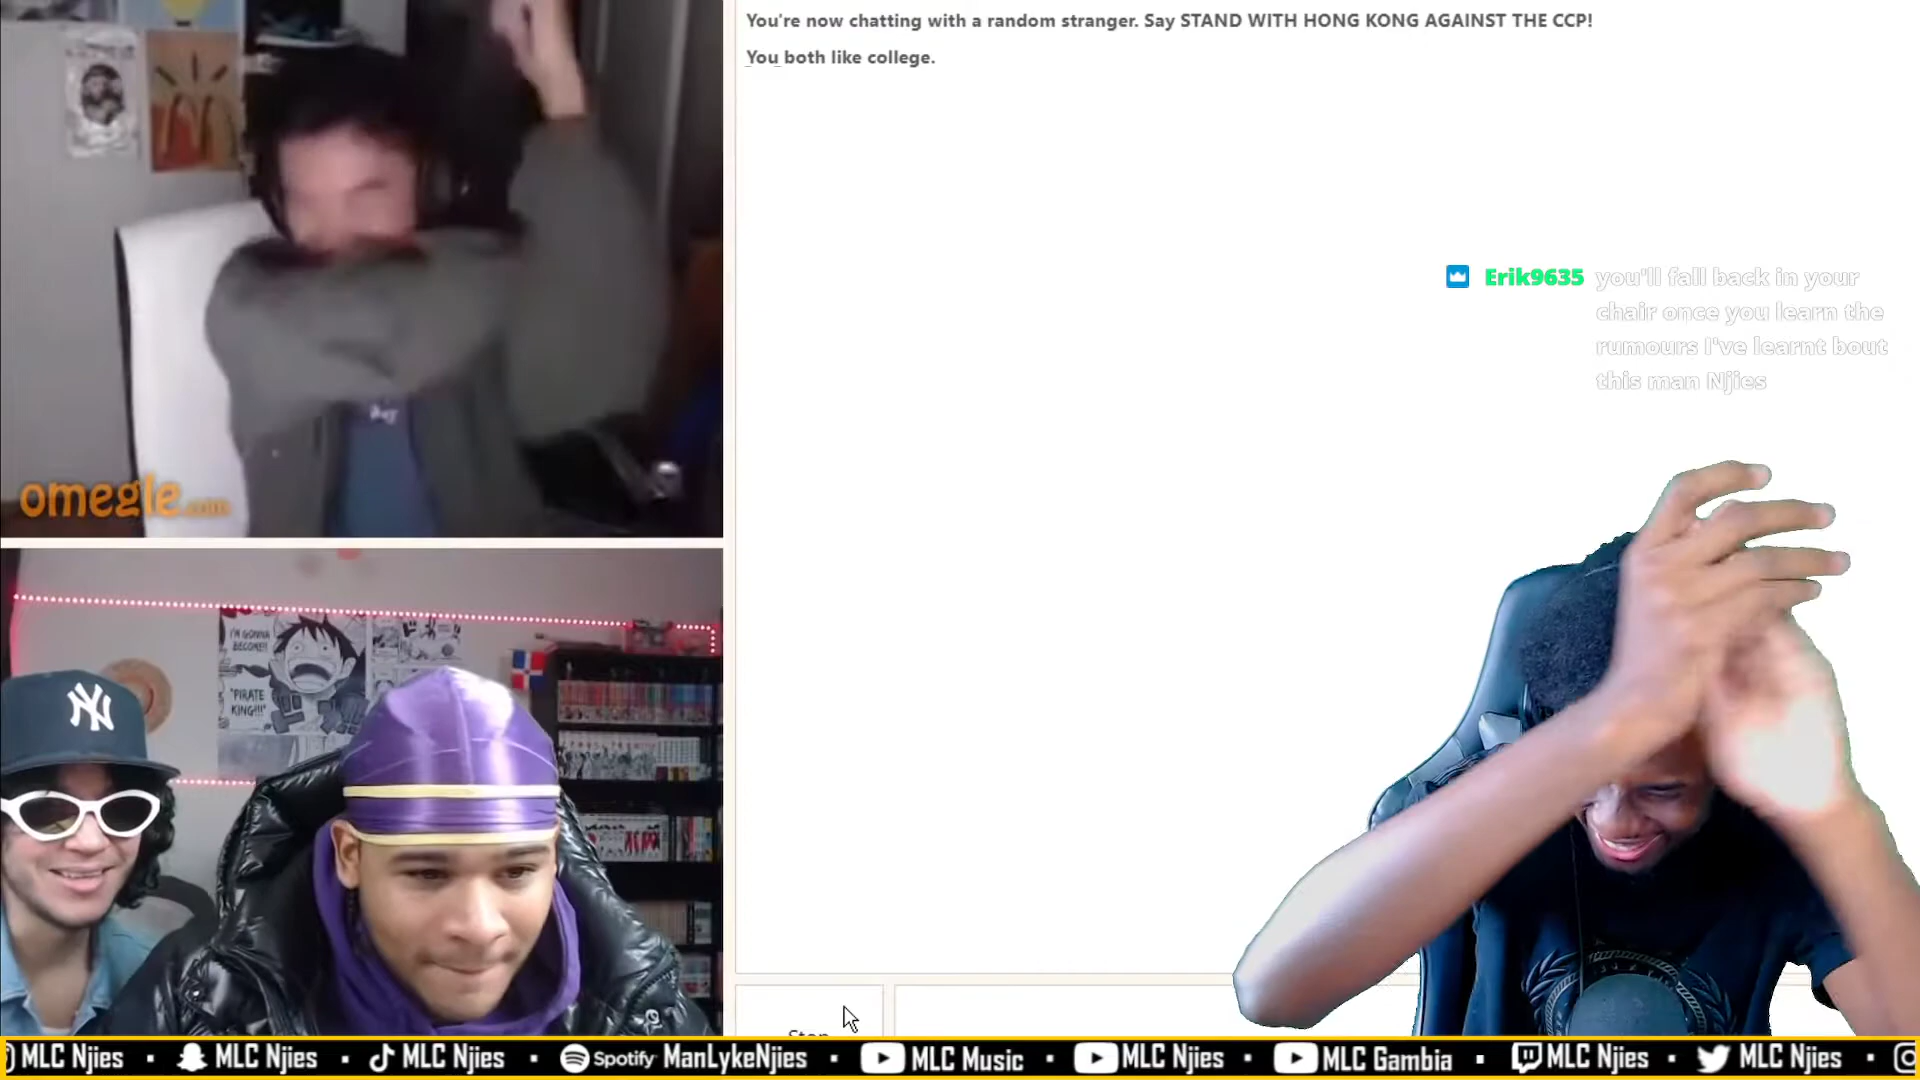 You're now chatting with a random stranger. Say STAND WITH HONG KONG AGAINST THE CCP!
You both like college.
Erik9635 you'll fall back in your
chair once you learn the
rumours I've learnt bout
this man Njies
omegle.com
I'M GONNA
BECOME!!
"PIRATE
KING!!!"
NY
Stop
MLC Njies · MLC Njies · MLC Njies · Spotify ManLykeNjies · MLC Music · MLC Njies · MLC Gambia · MLC Njies · MLC Njies ·